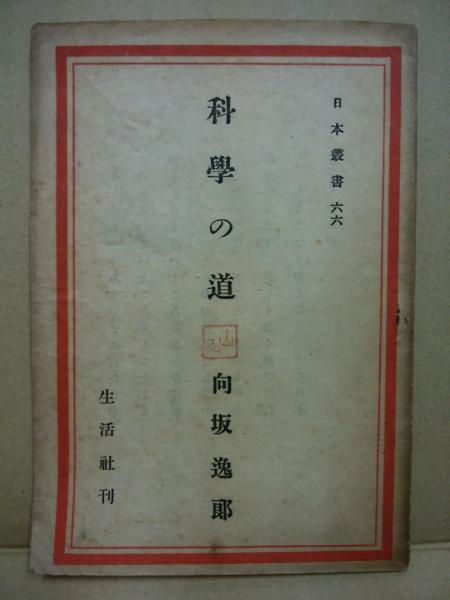 日本叢書 六六
科學の道
向坂逸郎
生活社刊